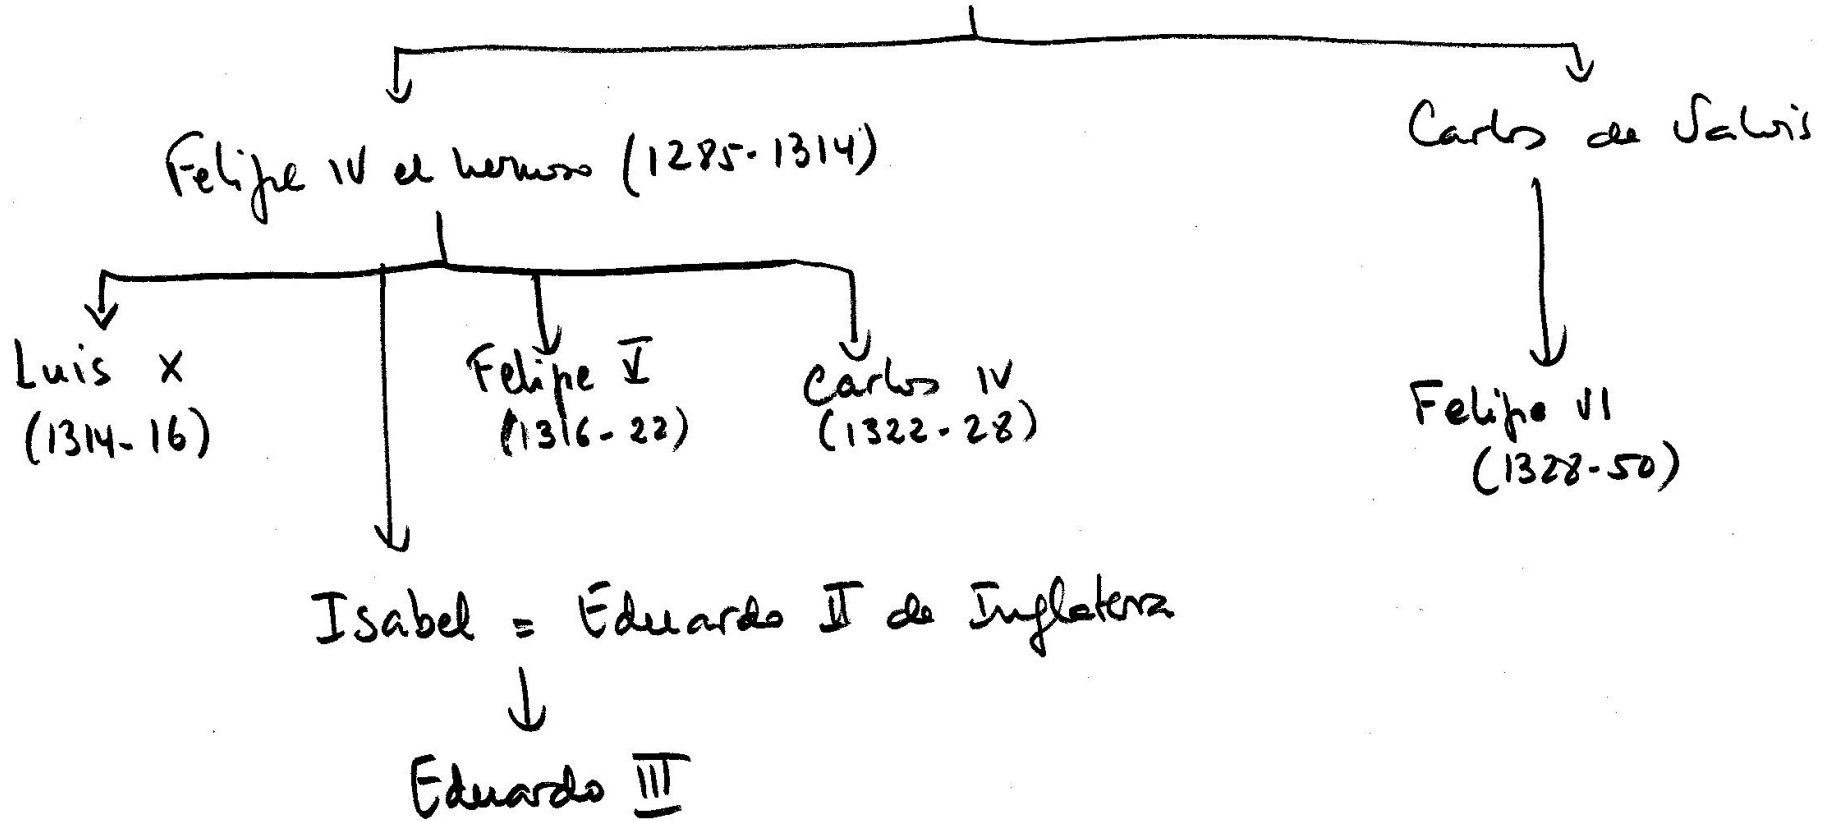 Felipe IV el hermoso (1285-1314)
Carlos de Valois
Luis X
(1314-16)
Felipe V
(1316-22)
Carlos IV
(1322-28)
Felipe VI
(1328-50)
Isabel = Eduardo II de Inglaterra
Eduardo III